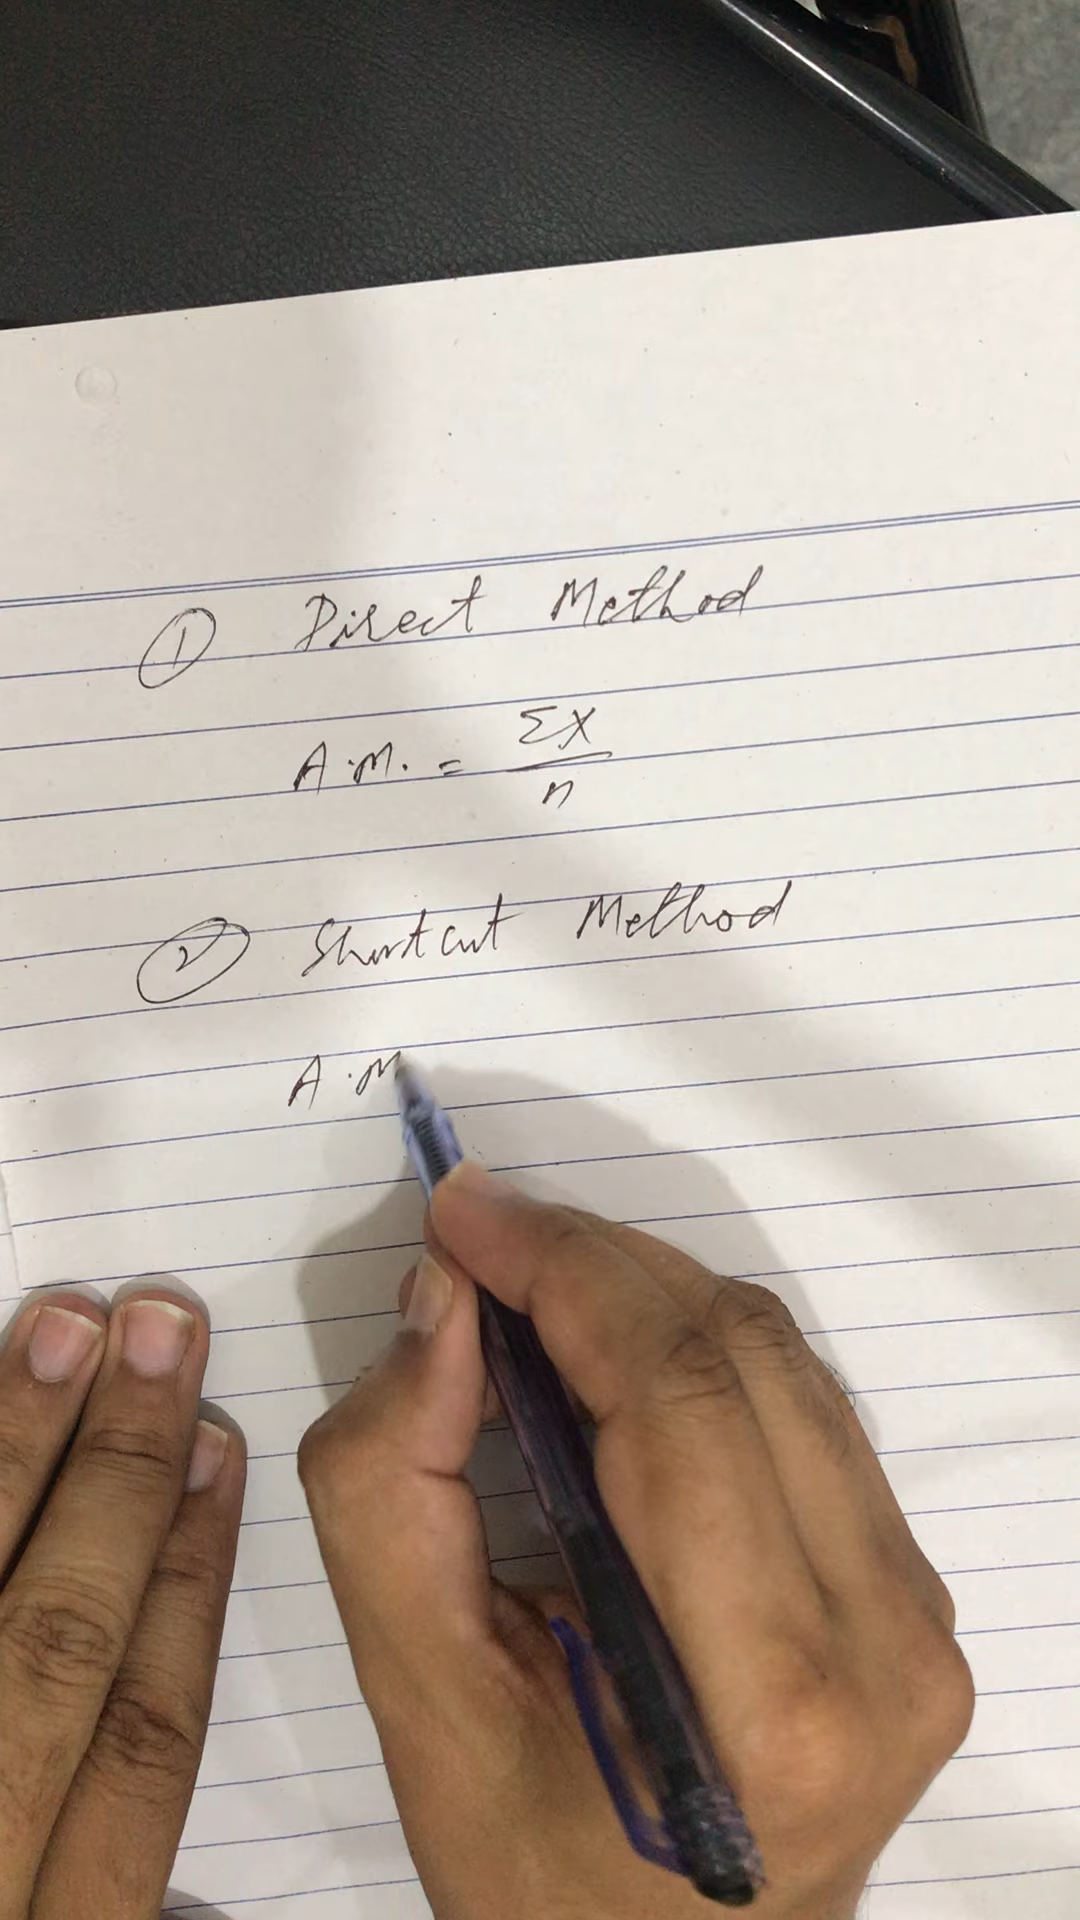 ① Direct Method
A.M. = ΣX
n
② Shortcut Method
A.M